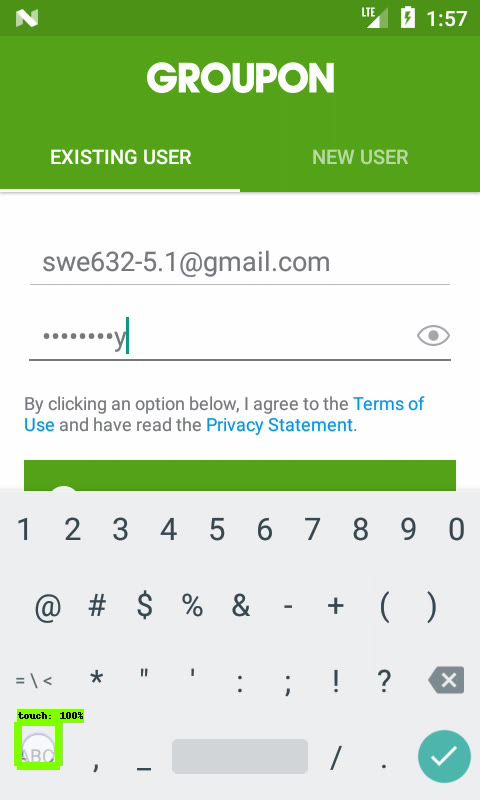 LTE 1:57
GROUPON
EXISTING USER NEW USER
swe632-5.1@gmail.com
••••••••y
By clicking an option below, I agree to the Terms of
Use and have read the Privacy Statement.
1 2 3 4 5 6 7 8 9 0
@ # $ % & - + ( )
= \ < * " ' : ; ! ?
touch: 100%
ABC , _ / .